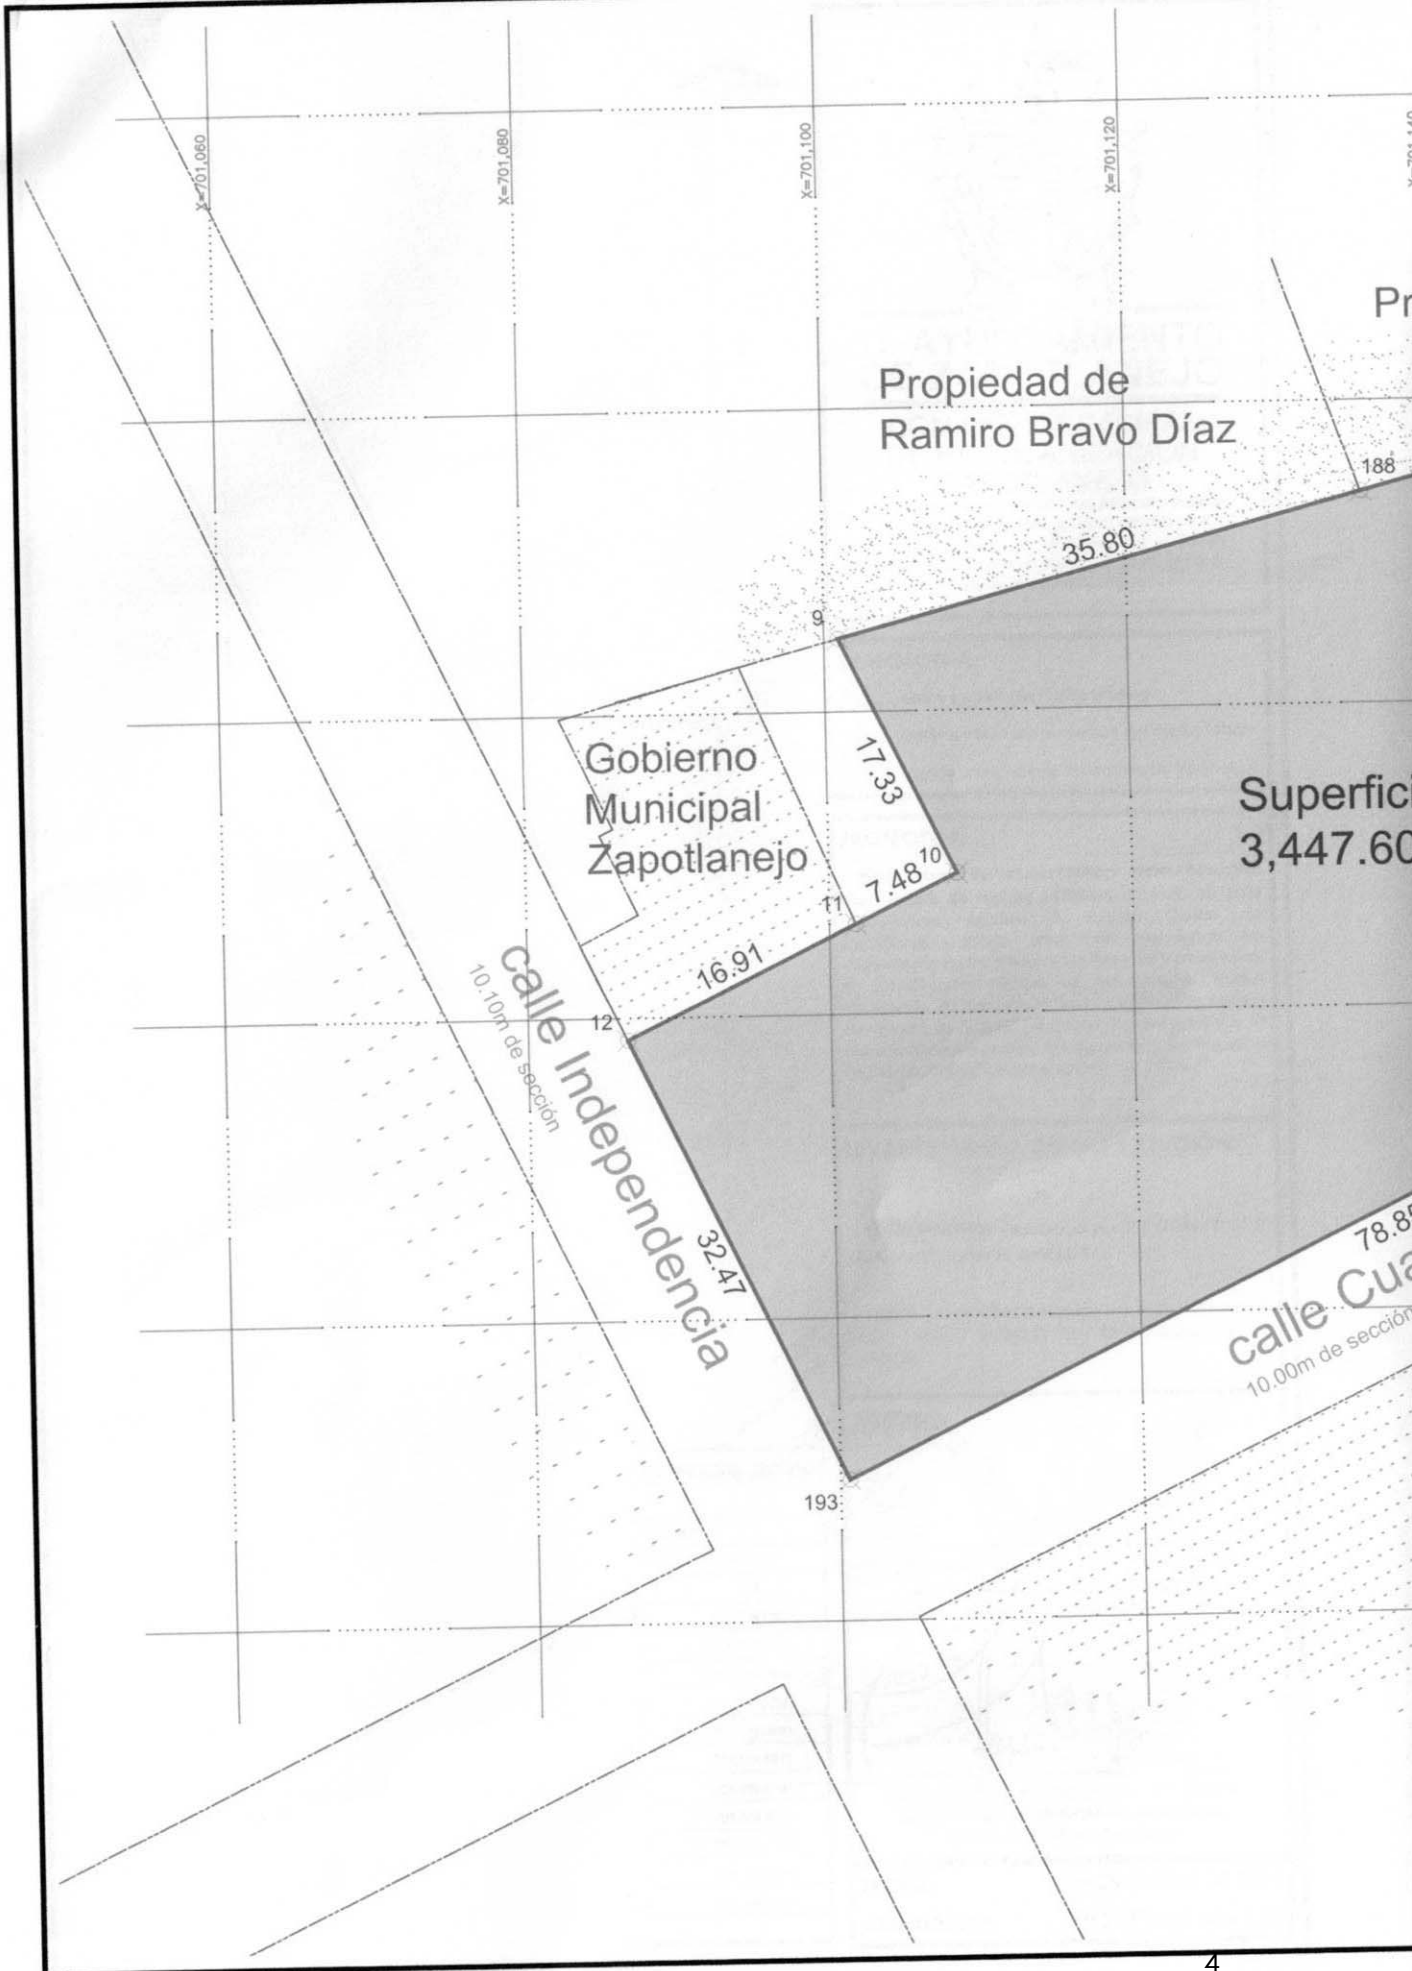 X=701,060
X=701,080
X=701,100
X=701,120
Pr
Propiedad de
Ramiro Bravo Díaz
188
35.80
9
Gobierno
Municipal
Zapotlanejo
17.33
Superfici
3,447.60
10
7.48
11
16.91
12
calle Independencia
10.10m de sección
32.47
78.85
calle Cua
10.00m de sección
193
4